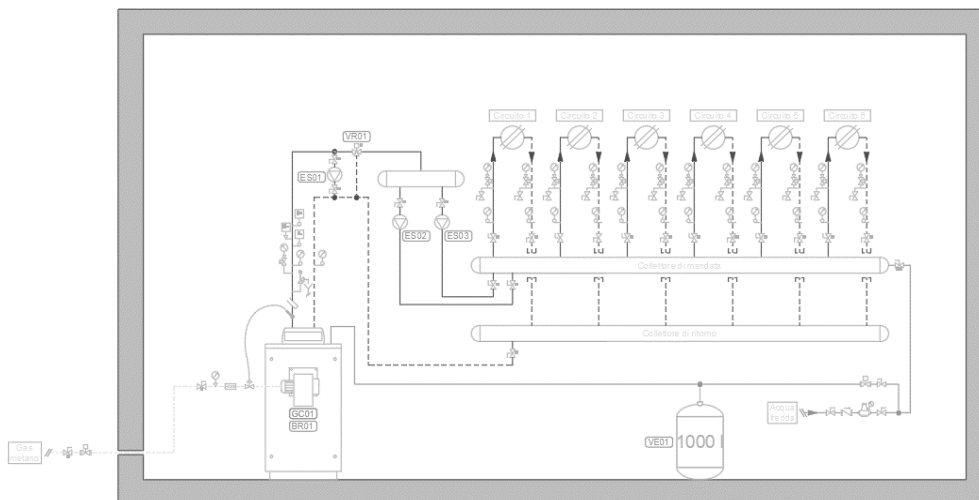 Circuito 1
Circuito 2
Circuito 3
Circuito 4
Circuito 5
Circuito 6
VR01
ES01
ES02
ES03
Collettore di mandata
Collettore di ritorno
GC01
BR01
Acqua
fredda
VE01
1000 l
Gas
metano